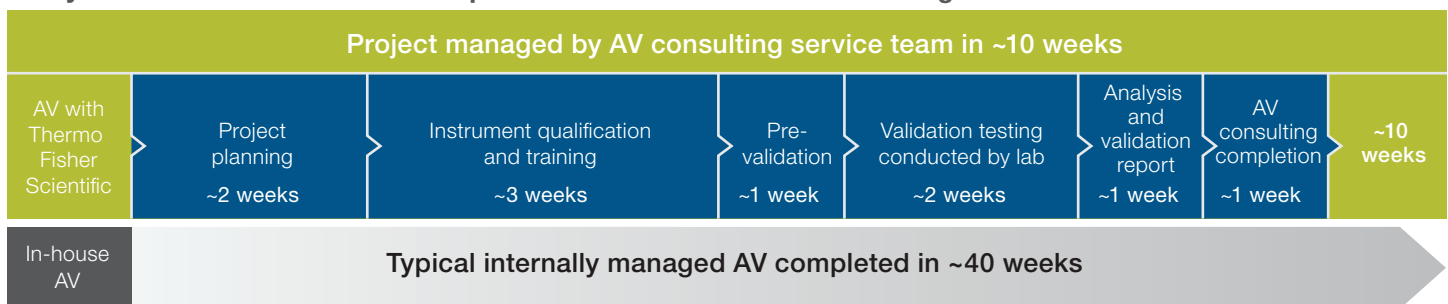 Project managed by AV consulting service team in ~10 weeks
AV with
Thermo
Fisher
Scientific
Project
planning
~2 weeks
Instrument qualification
and training
~3 weeks
Pre-
validation
~1 week
Validation testing
conducted by lab
~2 weeks
Analysis
and
validation
report
~1 week
AV
consulting
completion
~1 week
~10
weeks
In-house
AV
Typical internally managed AV completed in ~40 weeks